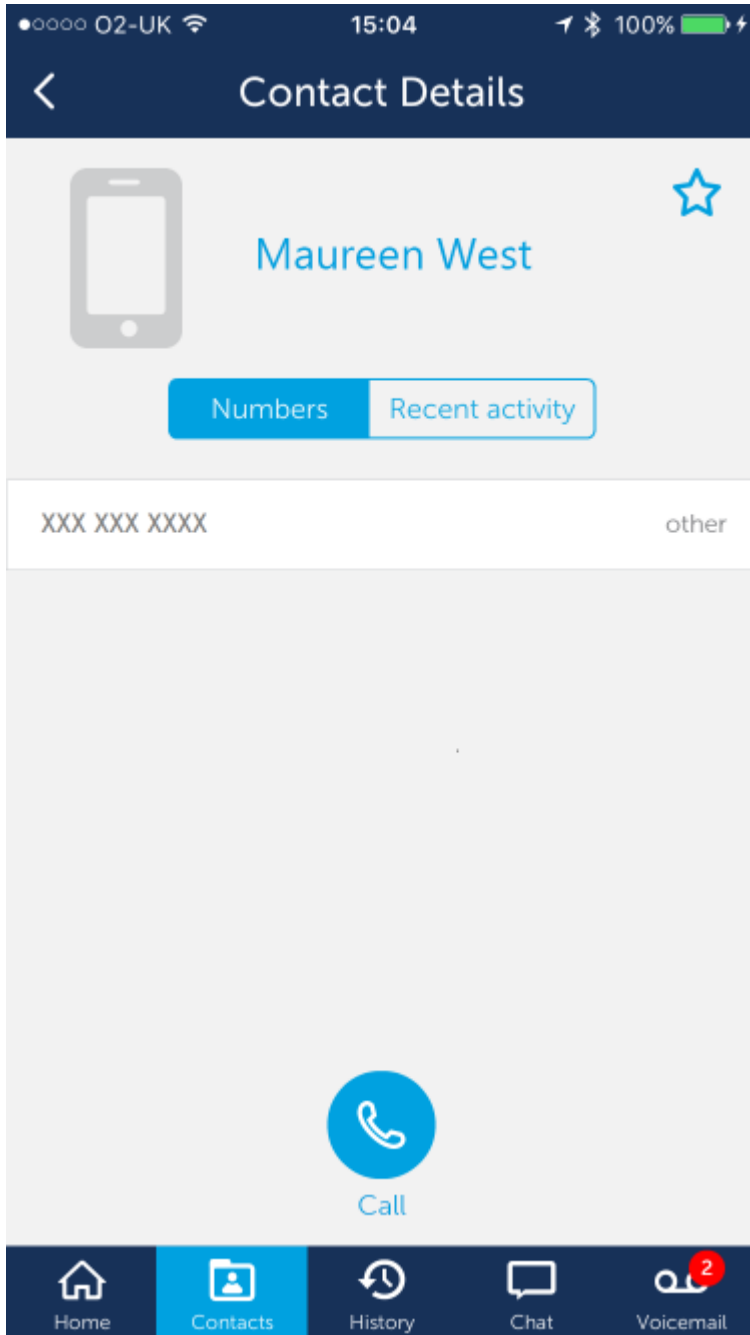 O2-UK 15:04 100%
Contact Details
Maureen West
Numbers Recent activity
XXX XXX XXXX other
Call
2
Home Contacts History Chat Voicemail